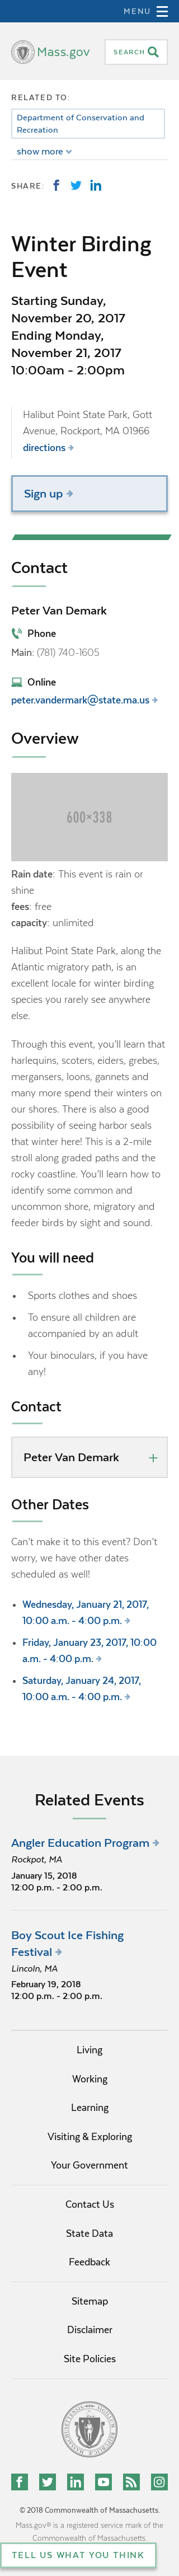 MENU
Mass.gov
SEARCH
RELATED TO:
Department of Conservation and
Recreation
show more
SHARE:
Winter Birding
Event
Starting Sunday,
November 20, 2017
Ending Monday,
November 21, 2017
10:00am - 2:00pm
Halibut Point State Park, Gott
Avenue, Rockport, MA 01966
directions
Sign up
Contact
Peter Van Demark
Phone
Main: (781) 740-1605
Online
peter.vandermark@state.ma.us
Overview
600×338
Rain date: This event is rain or
shine
fees: free
capacity: unlimited
Halibut Point State Park, along the
Atlantic migratory path, is an
excellent locale for winter birding
species you rarely see anywhere
else.
Through this event, you'll learn that
harlequins, scoters, eiders, grebes,
mergansers, loons, gannets and
many more spend their winters on
our shores. There is also a good
possibility of seeing harbor seals
that winter here! This is a 2-mile
stroll along graded paths and the
rocky coastline. You'll learn how to
identify some common and
uncommon shore, migratory and
feeder birds by sight and sound.
You will need
• Sports clothes and shoes
• To ensure all children are
accompanied by an adult
• Your binoculars, if you have
any!
Contact
Peter Van Demark
Other Dates
Can't make it to this event? Don't
worry, we have other dates
scheduled as well!
• Wednesday, January 21, 2017,
10:00 a.m. - 4:00 p.m.
• Friday, January 23, 2017, 10:00
a.m. - 4:00 p.m.
• Saturday, January 24, 2017,
10:00 a.m. - 4:00 p.m.
Related Events
Angler Education Program
Rockpot, MA
January 15, 2018
12:00 p.m. - 2:00 p.m.
Boy Scout Ice Fishing
Festival
Lincoln, MA
February 19, 2018
12:00 p.m. - 2:00 p.m.
Living
Working
Learning
Visiting & Exploring
Your Government
Contact Us
State Data
Feedback
Sitemap
Disclaimer
Site Policies
© 2018 Commonwealth of Massachusetts.
Mass.gov® is a registered service mark of the
Commonwealth of Massachusetts.
TELL US WHAT YOU THINK